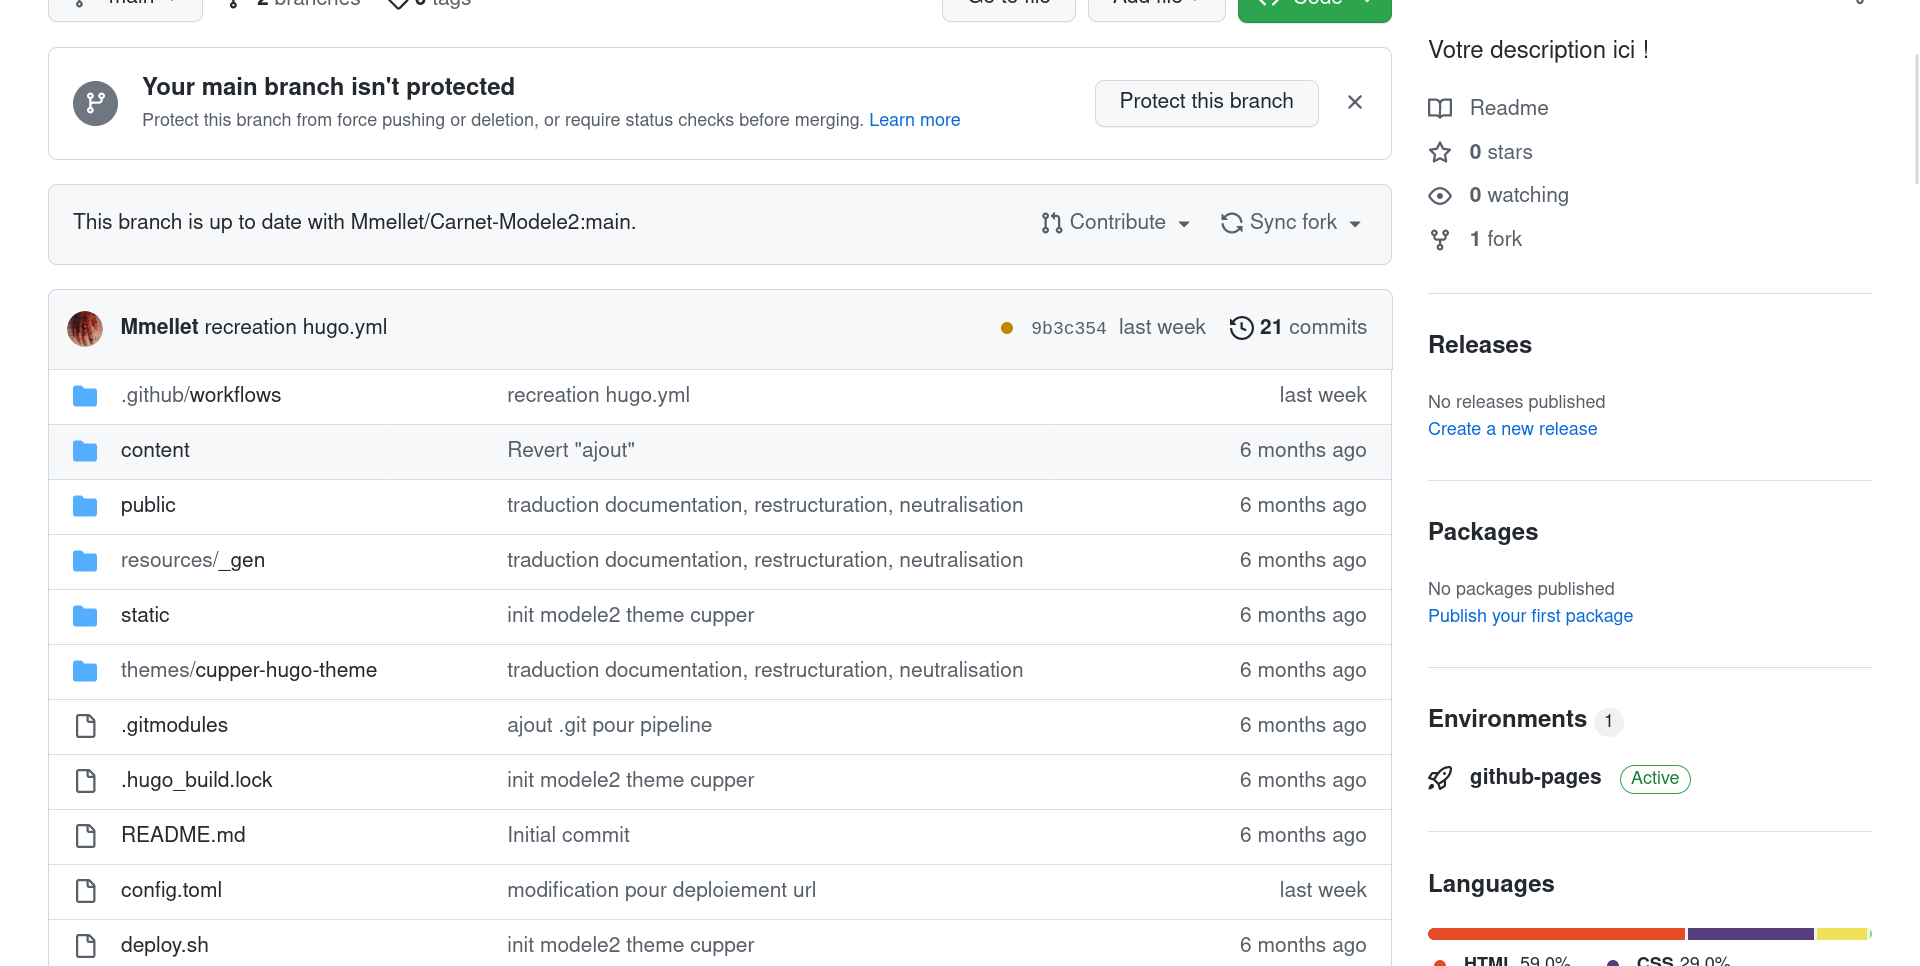 main 2 branches 0 tags Go to file Add file Code
Your main branch isn't protected
Protect this branch from force pushing or deletion, or require status checks before merging. Learn more
Protect this branch
This branch is up to date with Mmellet/Carnet-Modele2:main.
Contribute
Sync fork
Mmellet recreation hugo.yml
9b3c354 last week 21 commits
.github/workflows recreation hugo.yml last week
content Revert "ajout" 6 months ago
public traduction documentation, restructuration, neutralisation 6 months ago
resources/_gen traduction documentation, restructuration, neutralisation 6 months ago
static init modele2 theme cupper 6 months ago
themes/cupper-hugo-theme traduction documentation, restructuration, neutralisation 6 months ago
.gitmodules ajout .git pour pipeline 6 months ago
.hugo_build.lock init modele2 theme cupper 6 months ago
README.md Initial commit 6 months ago
config.toml modification pour deploiement url last week
deploy.sh init modele2 theme cupper 6 months ago
Votre description ici !
Readme
0 stars
0 watching
1 fork
Releases
No releases published
Create a new release
Packages
No packages published
Publish your first package
Environments 1
github-pages Active
Languages
HTML 59.0% CSS 29.0%